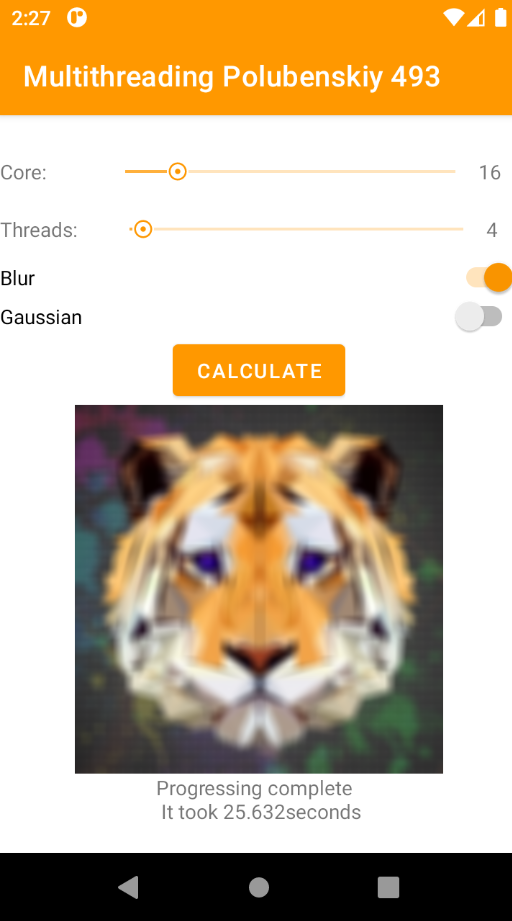 2:27
Multithreading Polubenskiy 493
Core: 16
Threads: 4
Blur
Gaussian
CALCULATE
Progressing complete
It took 25.632seconds